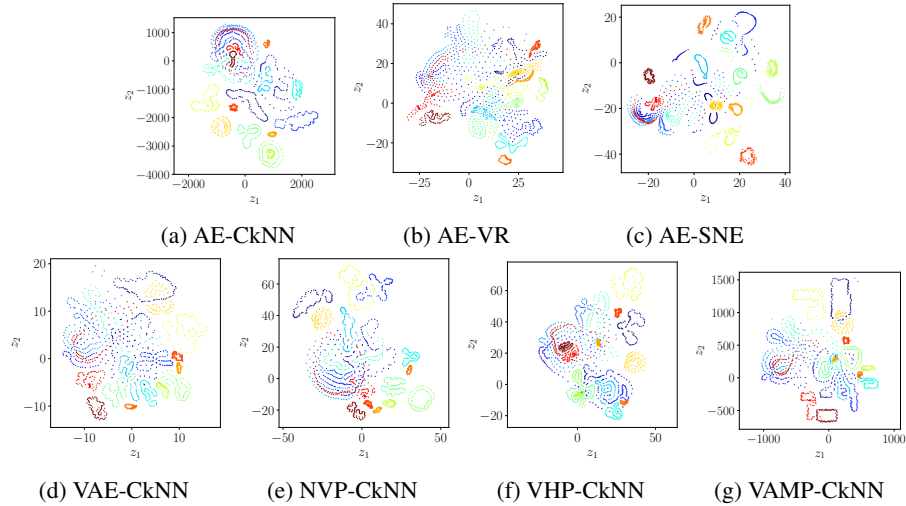 1000
0
−1000
−2000
−3000
−4000
z2
−2000 0 2000
z1
(a) AE-CkNN
40
20
0
−20
z2
−25 0 25
z1
(b) AE-VR
20
0
−20
−40
z2
−20 0 20 40
z1
(c) AE-SNE
20
10
0
−10
z2
−10 0 10
z1
(d) VAE-CkNN
60
40
20
0
−20
z2
−50 0 50
z1
(e) NVP-CkNN
60
40
20
0
−20
z2
0 50
z1
(f) VHP-CkNN
1500
1000
500
0
−500
z2
−1000 0 1000
z1
(g) VAMP-CkNN